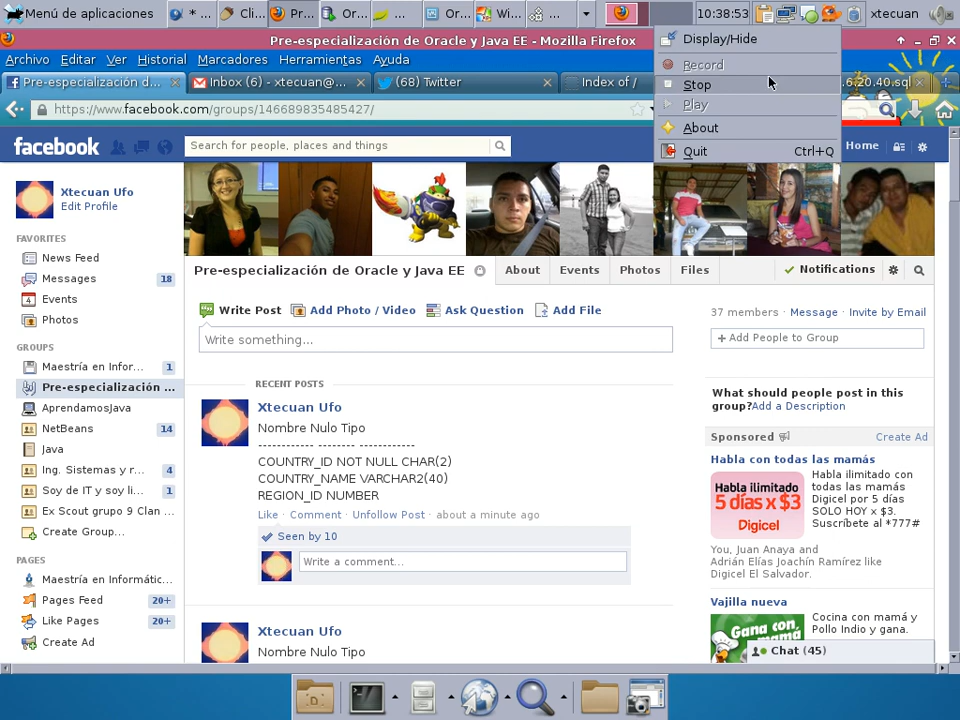 Menú de aplicaciones
* ...
Cli...
Pr...
Or...
...
Or...
Wi...
...
10:38:53
xtecuan
Pre-especialización de Oracle y Java EE - Mozilla Firefox
Archivo Editar Ver Historial Marcadores Herramientas Ayuda
Pre-especialización d...
Inbox (6) - xtecuan@...
(68) Twitter
Index of /
.6.20.40.sql
https://www.facebook.com/groups/146689835485427/
Display/Hide
Record
Stop
Play
About
Quit Ctrl+Q
facebook
Search for people, places and things
Home
Xtecuan Ufo
Edit Profile
FAVORITES
News Feed
Messages 18
Events
Photos
GROUPS
Maestría en Infor... 1
Pre-especialización ...
AprendamosJava
NetBeans 14
Java
Ing. Sistemas y r... 4
Soy de IT y soy li... 1
Ex Scout grupo 9 Clan ...
Create Group...
PAGES
Maestría en Informátic...
Pages Feed 20+
Like Pages 20+
Create Ad
Pre-especialización de Oracle y Java EE
About Events Photos Files
Notifications
Write Post Add Photo / Video Ask Question Add File
Write something...
RECENT POSTS
Xtecuan Ufo
Nombre Nulo Tipo
------------ -------- ------------
COUNTRY_ID NOT NULL CHAR(2)
COUNTRY_NAME VARCHAR2(40)
REGION_ID NUMBER
Like · Comment · Unfollow Post · about a minute ago
Seen by 10
Write a comment...
Xtecuan Ufo
Nombre Nulo Tipo
37 members · Message · Invite by Email
+ Add People to Group
What should people post in this
group? Add a Description
Sponsored Create Ad
Habla con todas las mamás
Habla ilimitado
5 días x $3
Digicel
Habla ilimitado con
todas las mamás
Digicel por 5 días
SOLO HOY x $3.
Suscríbete al *777#
You, Juan Anaya and
Adrián Elías Joachín Ramírez like
Digicel El Salvador.
Vajilla nueva
Gana con,
mamá
Cocina con mamá y
Pollo Indio y gana.
Chat (45)